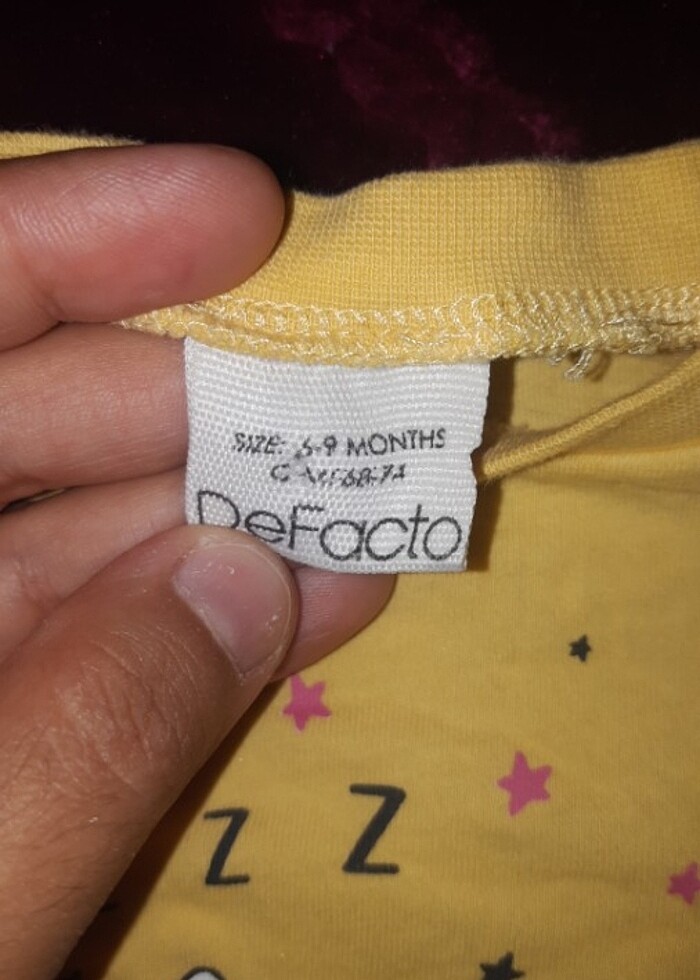 SIZE: 6-9 MONTHS
68-74
DeFacto
Z Z